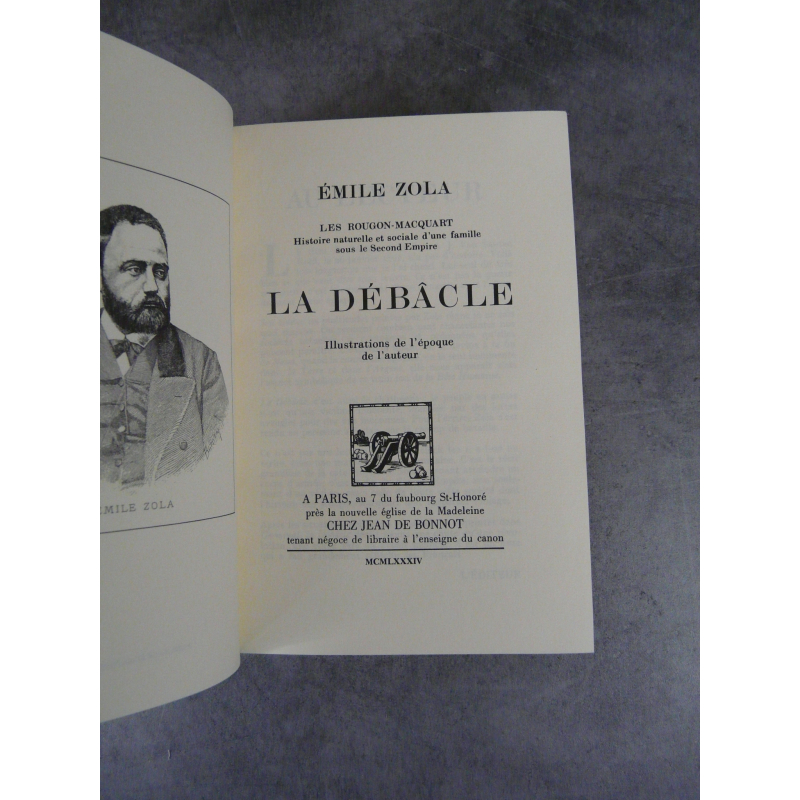 ÉMILE ZOLA
LES ROUGON-MACQUART
Histoire naturelle et sociale d'une famille
sous le Second Empire
LA DÉBÂCLE
Illustrations de l'époque
de l'auteur
A PARIS, au 7 du faubourg St-Honoré
près la nouvelle église de la Madeleine
CHEZ JEAN DE BONNOT
tenant négoce de libraire à l'enseigne du canon
MCMLXXXIV
EMILE ZOLA